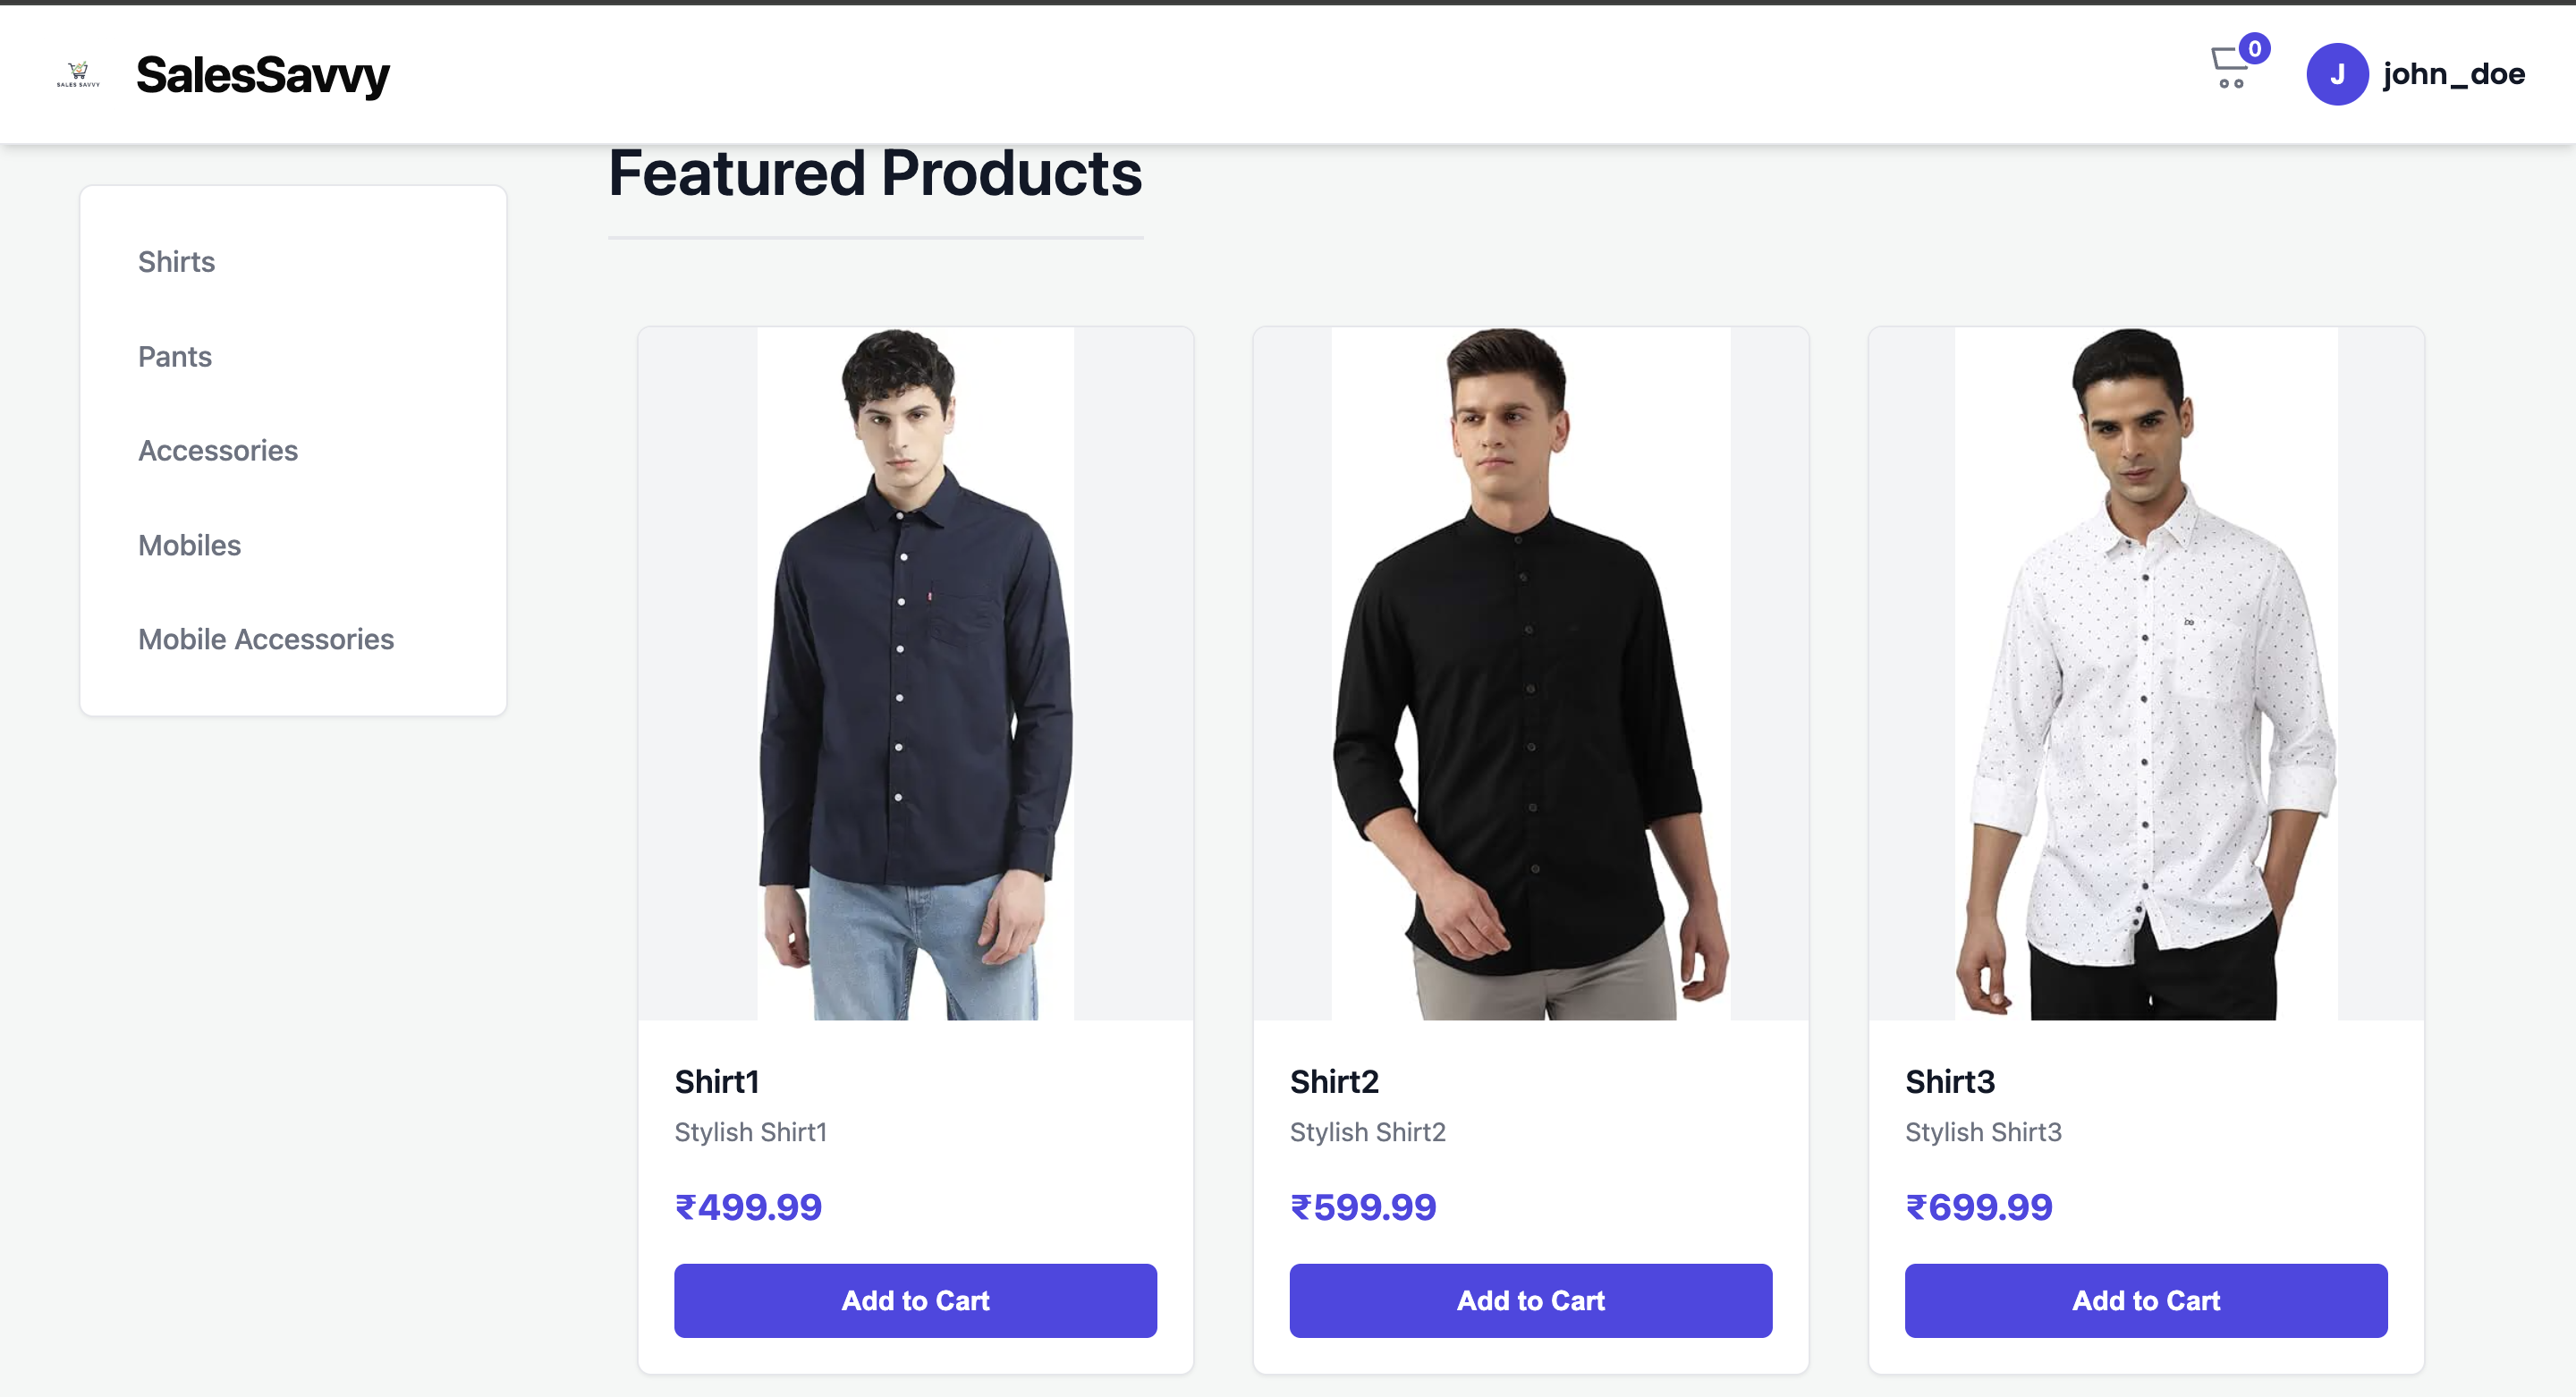 SALES SAVVY
SalesSavvy
0
J
john_doe
Shirts
Pants
Accessories
Mobiles
Mobile Accessories
Featured Products
Shirt1
Stylish Shirt1
₹499.99
Add to Cart
Shirt2
Stylish Shirt2
₹599.99
Add to Cart
Shirt3
Stylish Shirt3
₹699.99
Add to Cart